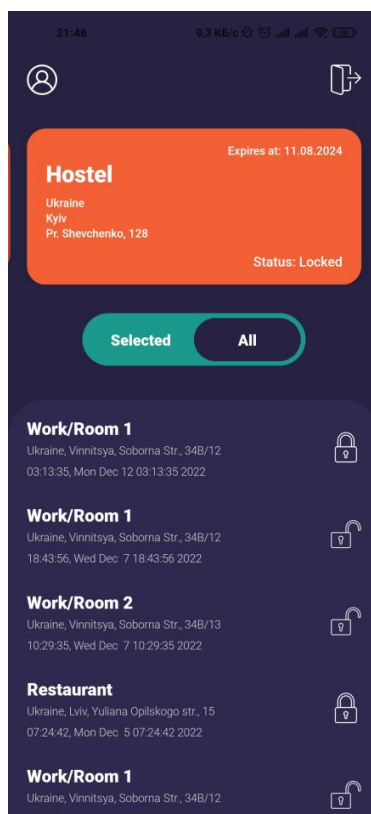 21:46 0,3 КБ/с
Expires at: 11.08.2024
Hostel
Ukraine
Kyiv
Pr. Shevchenko, 128
Status: Locked
Selected All
Work/Room 1
Ukraine, Vinnitsya, Soborna Str., 34B/12
03:13:35, Mon Dec 12 03:13:35 2022
Work/Room 1
Ukraine, Vinnitsya, Soborna Str., 34B/12
18:43:56, Wed Dec 7 18:43:56 2022
Work/Room 2
Ukraine, Vinnitsya, Soborna Str., 34B/13
10:29:35, Wed Dec 7 10:29:35 2022
Restaurant
Ukraine, Lviv, Yuliana Opilskogo str., 15
07:24:42, Mon Dec 5 07:24:42 2022
Work/Room 1
Ukraine, Vinnitsya, Soborna Str., 34B/12